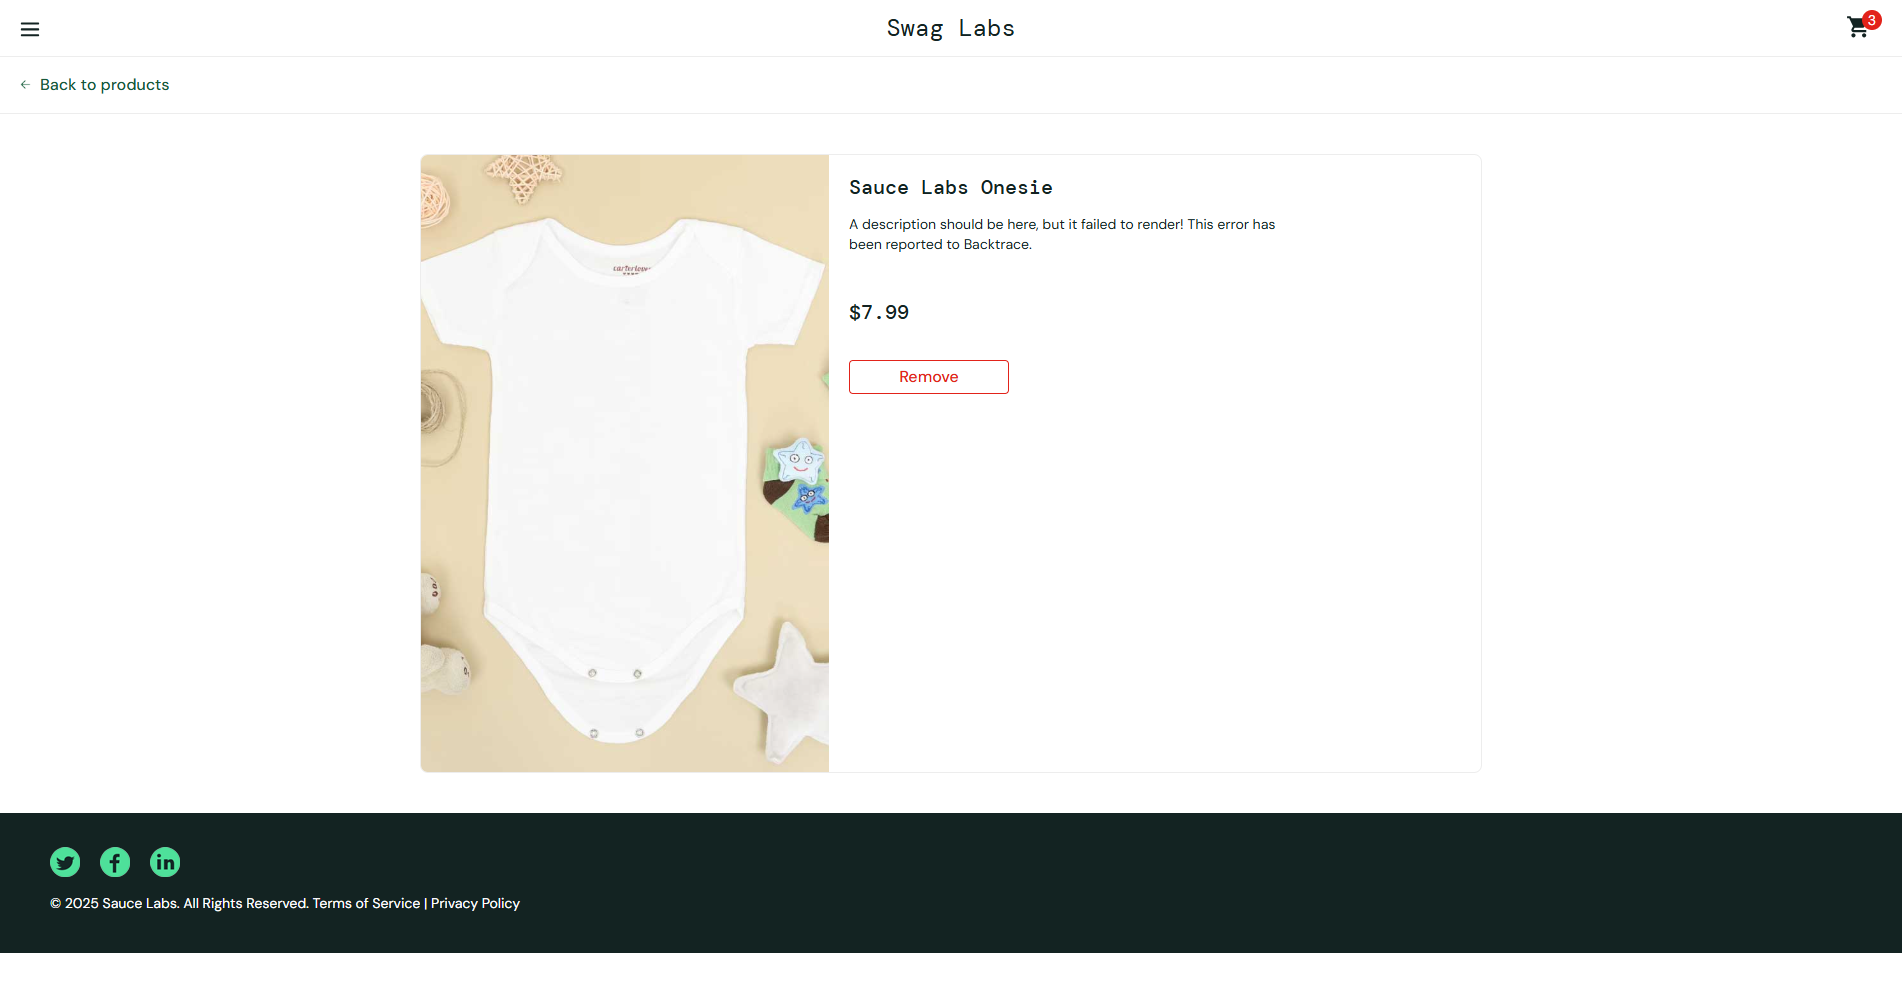 Swag Labs
3
Back to products
Sauce Labs Onesie
A description should be here, but it failed to render! This error has
been reported to Backtrace.
$7.99
Remove
© 2025 Sauce Labs. All Rights Reserved. Terms of Service | Privacy Policy